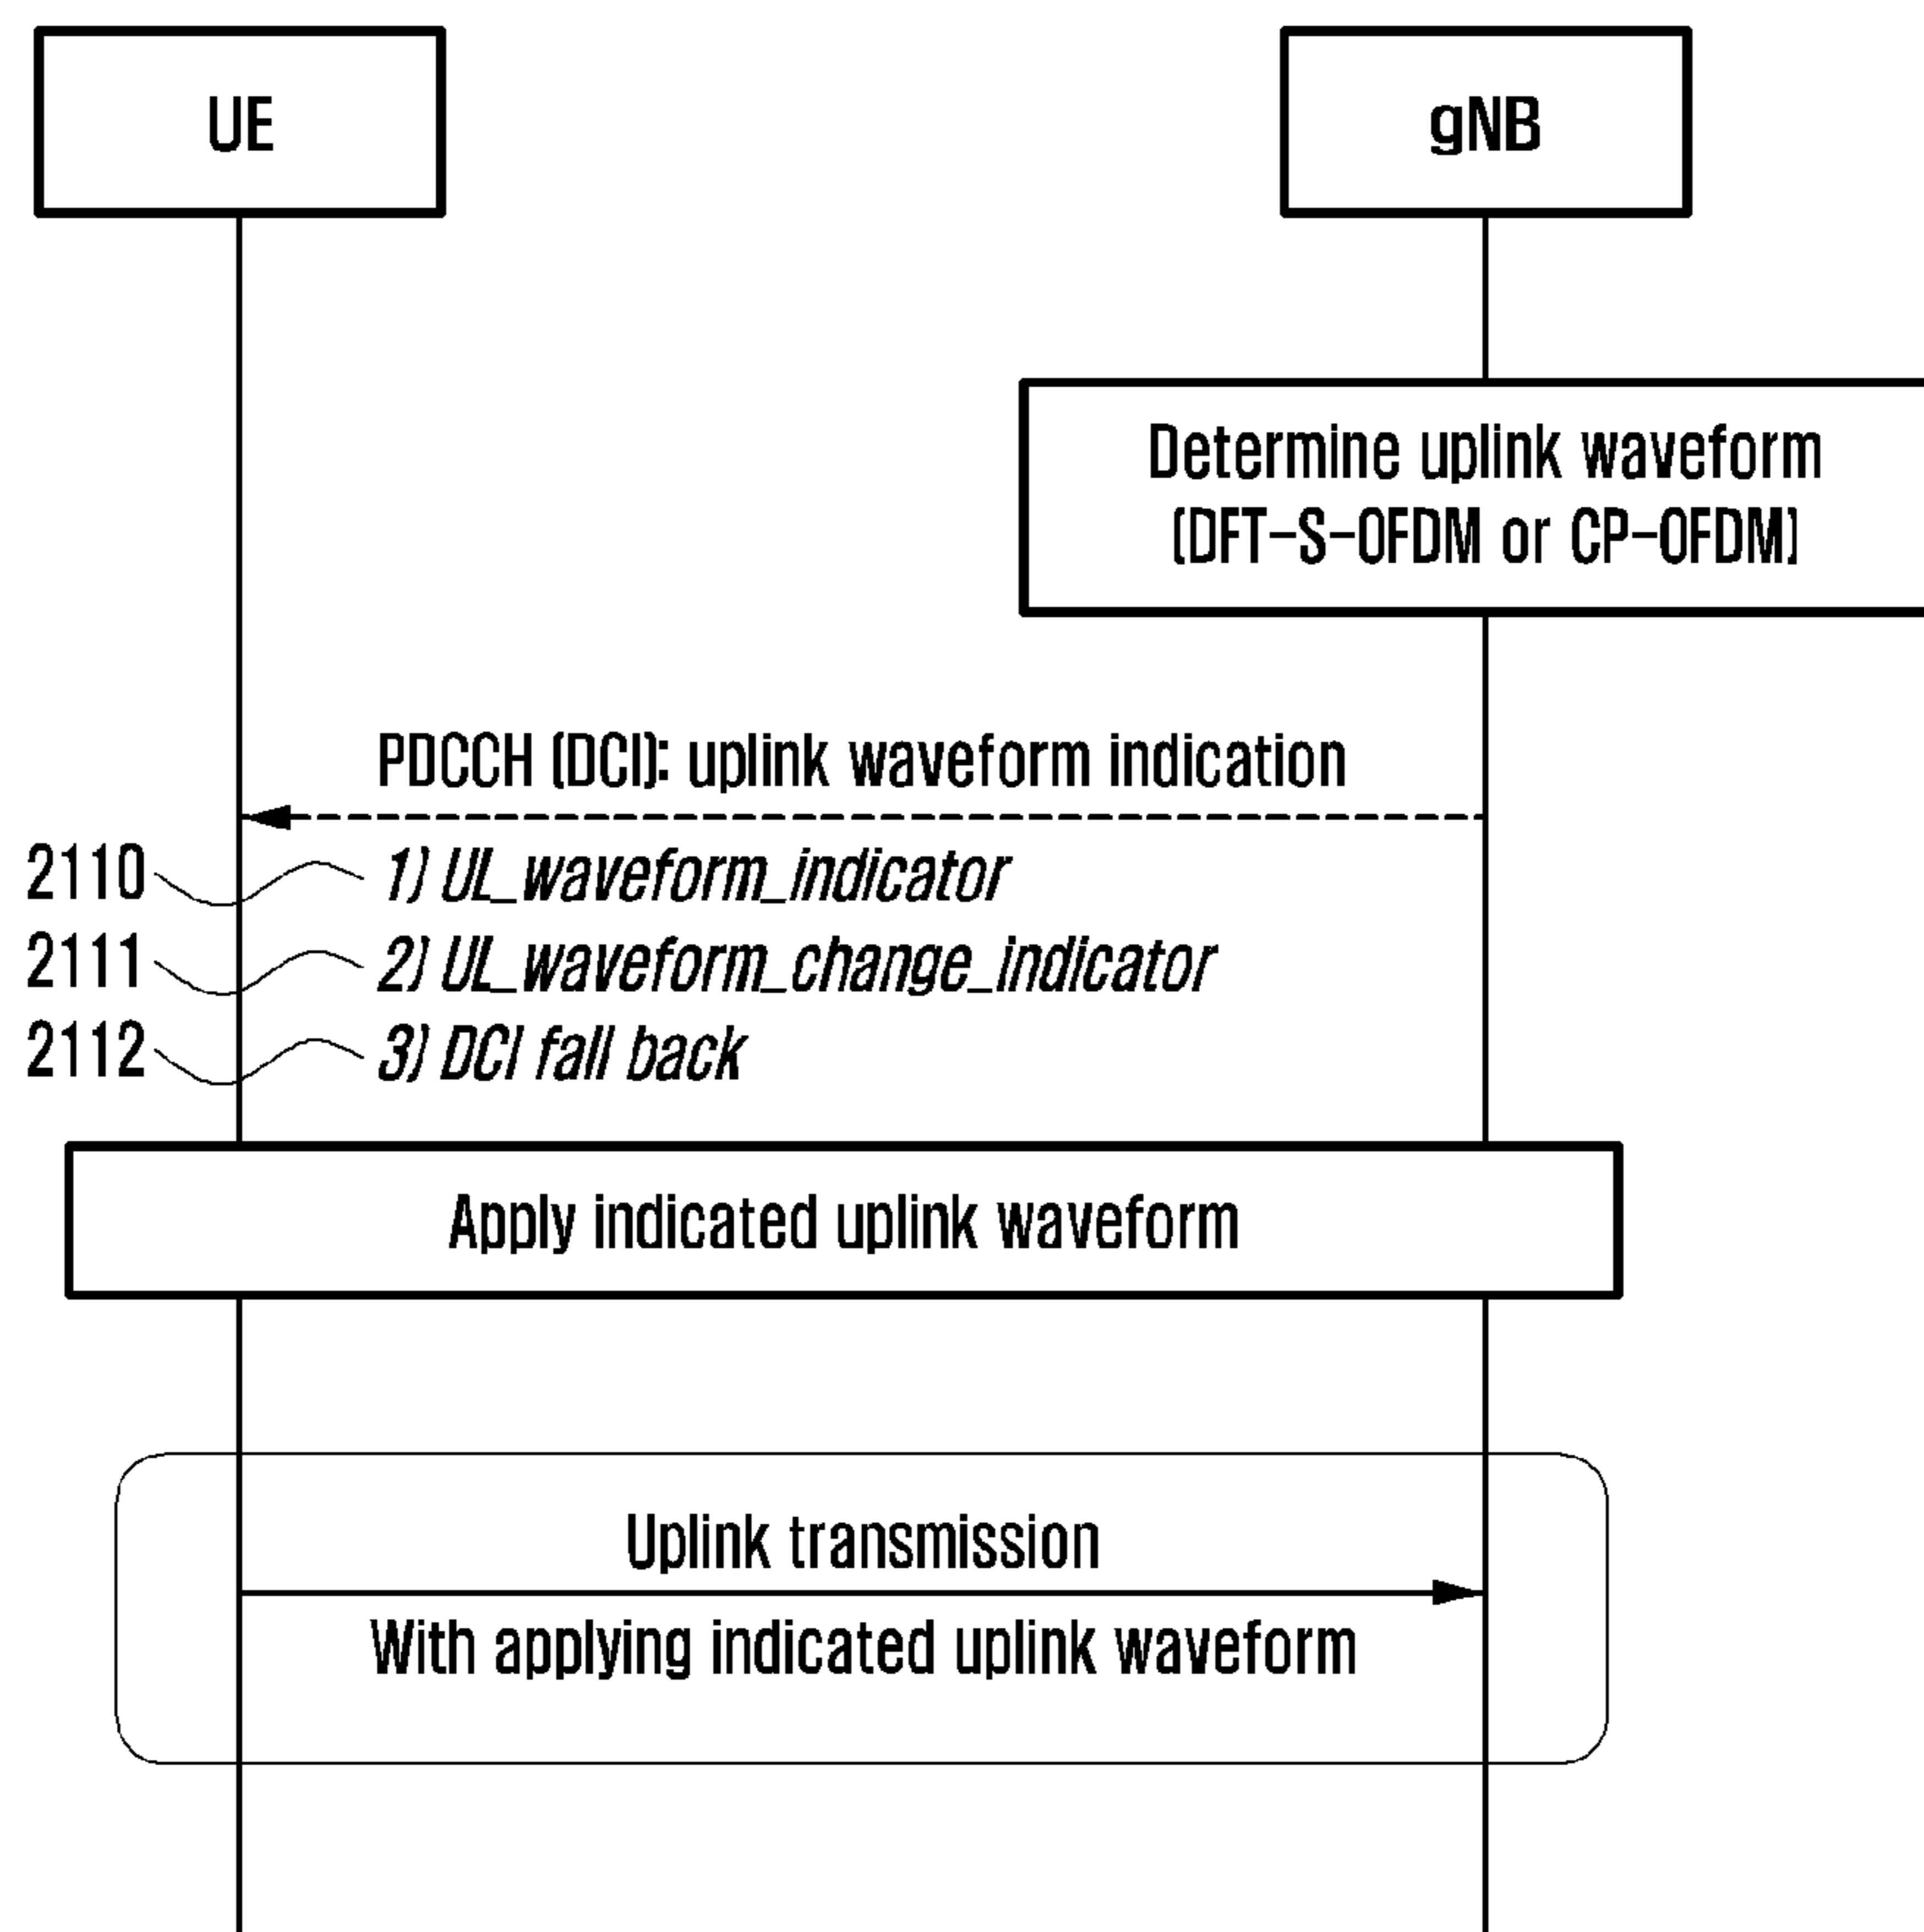 UE
gNB
Determine uplink waveform
(DFT-S-OFDM or CP-OFDM)
PDCCH (DCI): uplink waveform indication
2110 1) UL_waveform_indicator
2111 2) UL_waveform_change_indicator
2112 3) DCI fall back
Apply indicated uplink waveform
Uplink transmission
With applying indicated uplink waveform